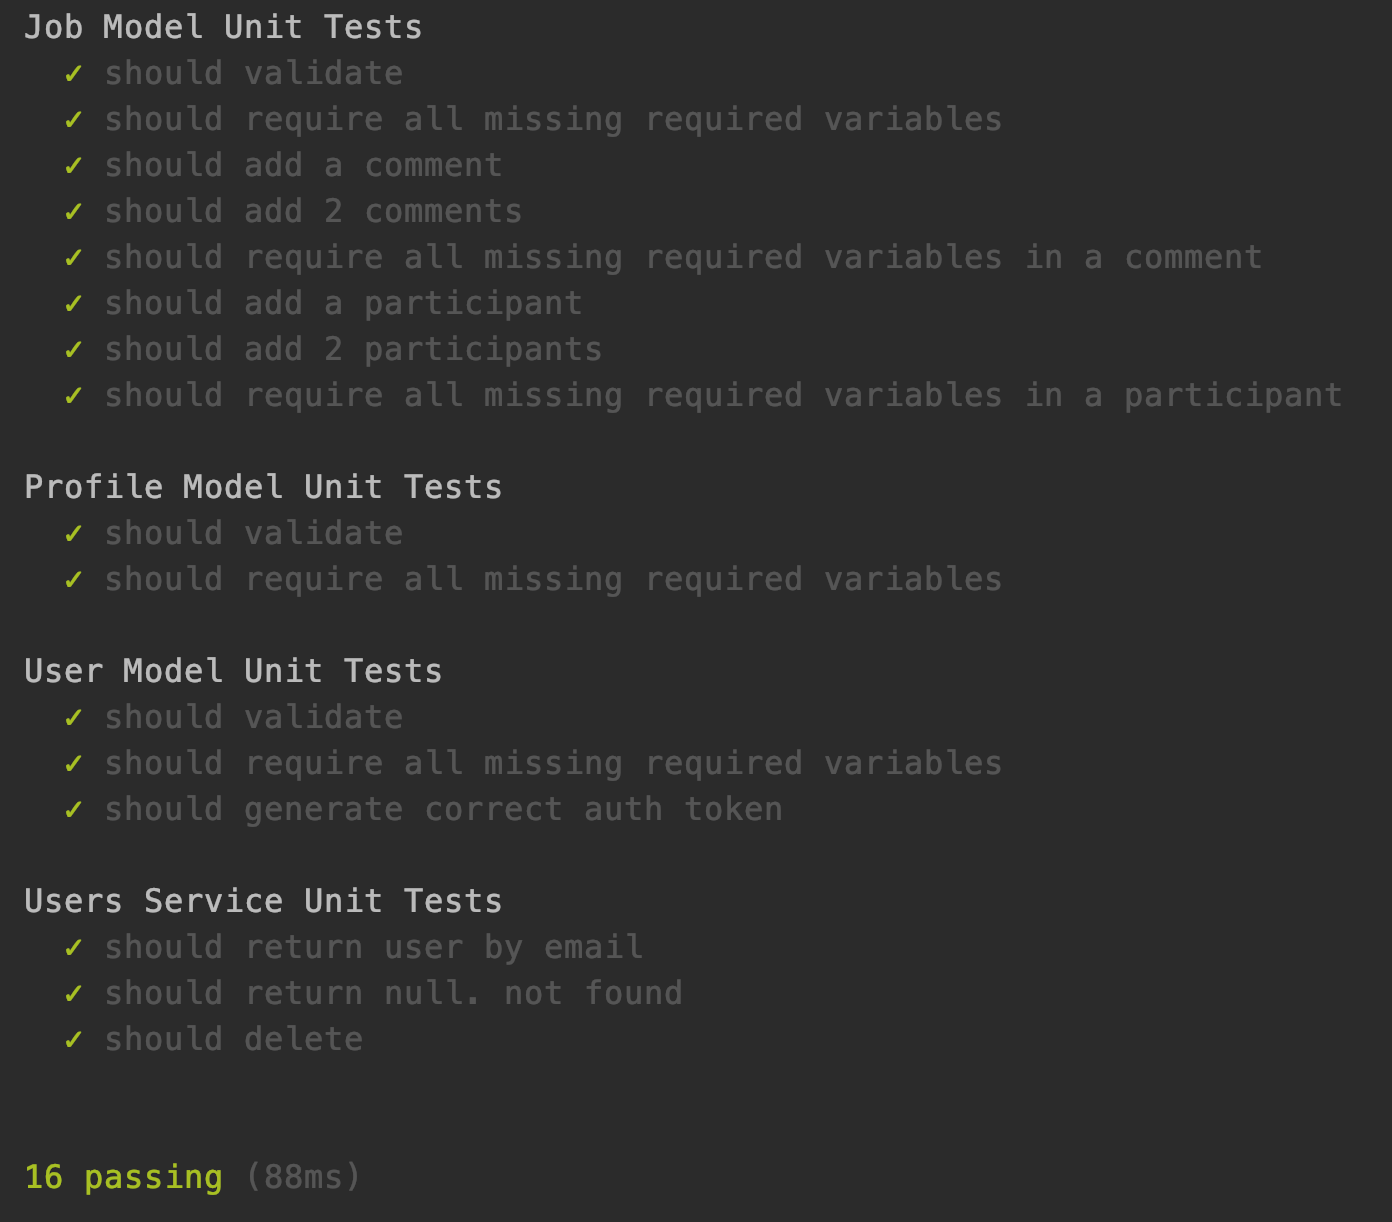 Job Model Unit Tests
✓ should validate
✓ should require all missing required variables
✓ should add a comment
✓ should add 2 comments
✓ should require all missing required variables in a comment
✓ should add a participant
✓ should add 2 participants
✓ should require all missing required variables in a participant
Profile Model Unit Tests
✓ should validate
✓ should require all missing required variables
User Model Unit Tests
✓ should validate
✓ should require all missing required variables
✓ should generate correct auth token
Users Service Unit Tests
✓ should return user by email
✓ should return null. not found
✓ should delete
16 passing (88ms)